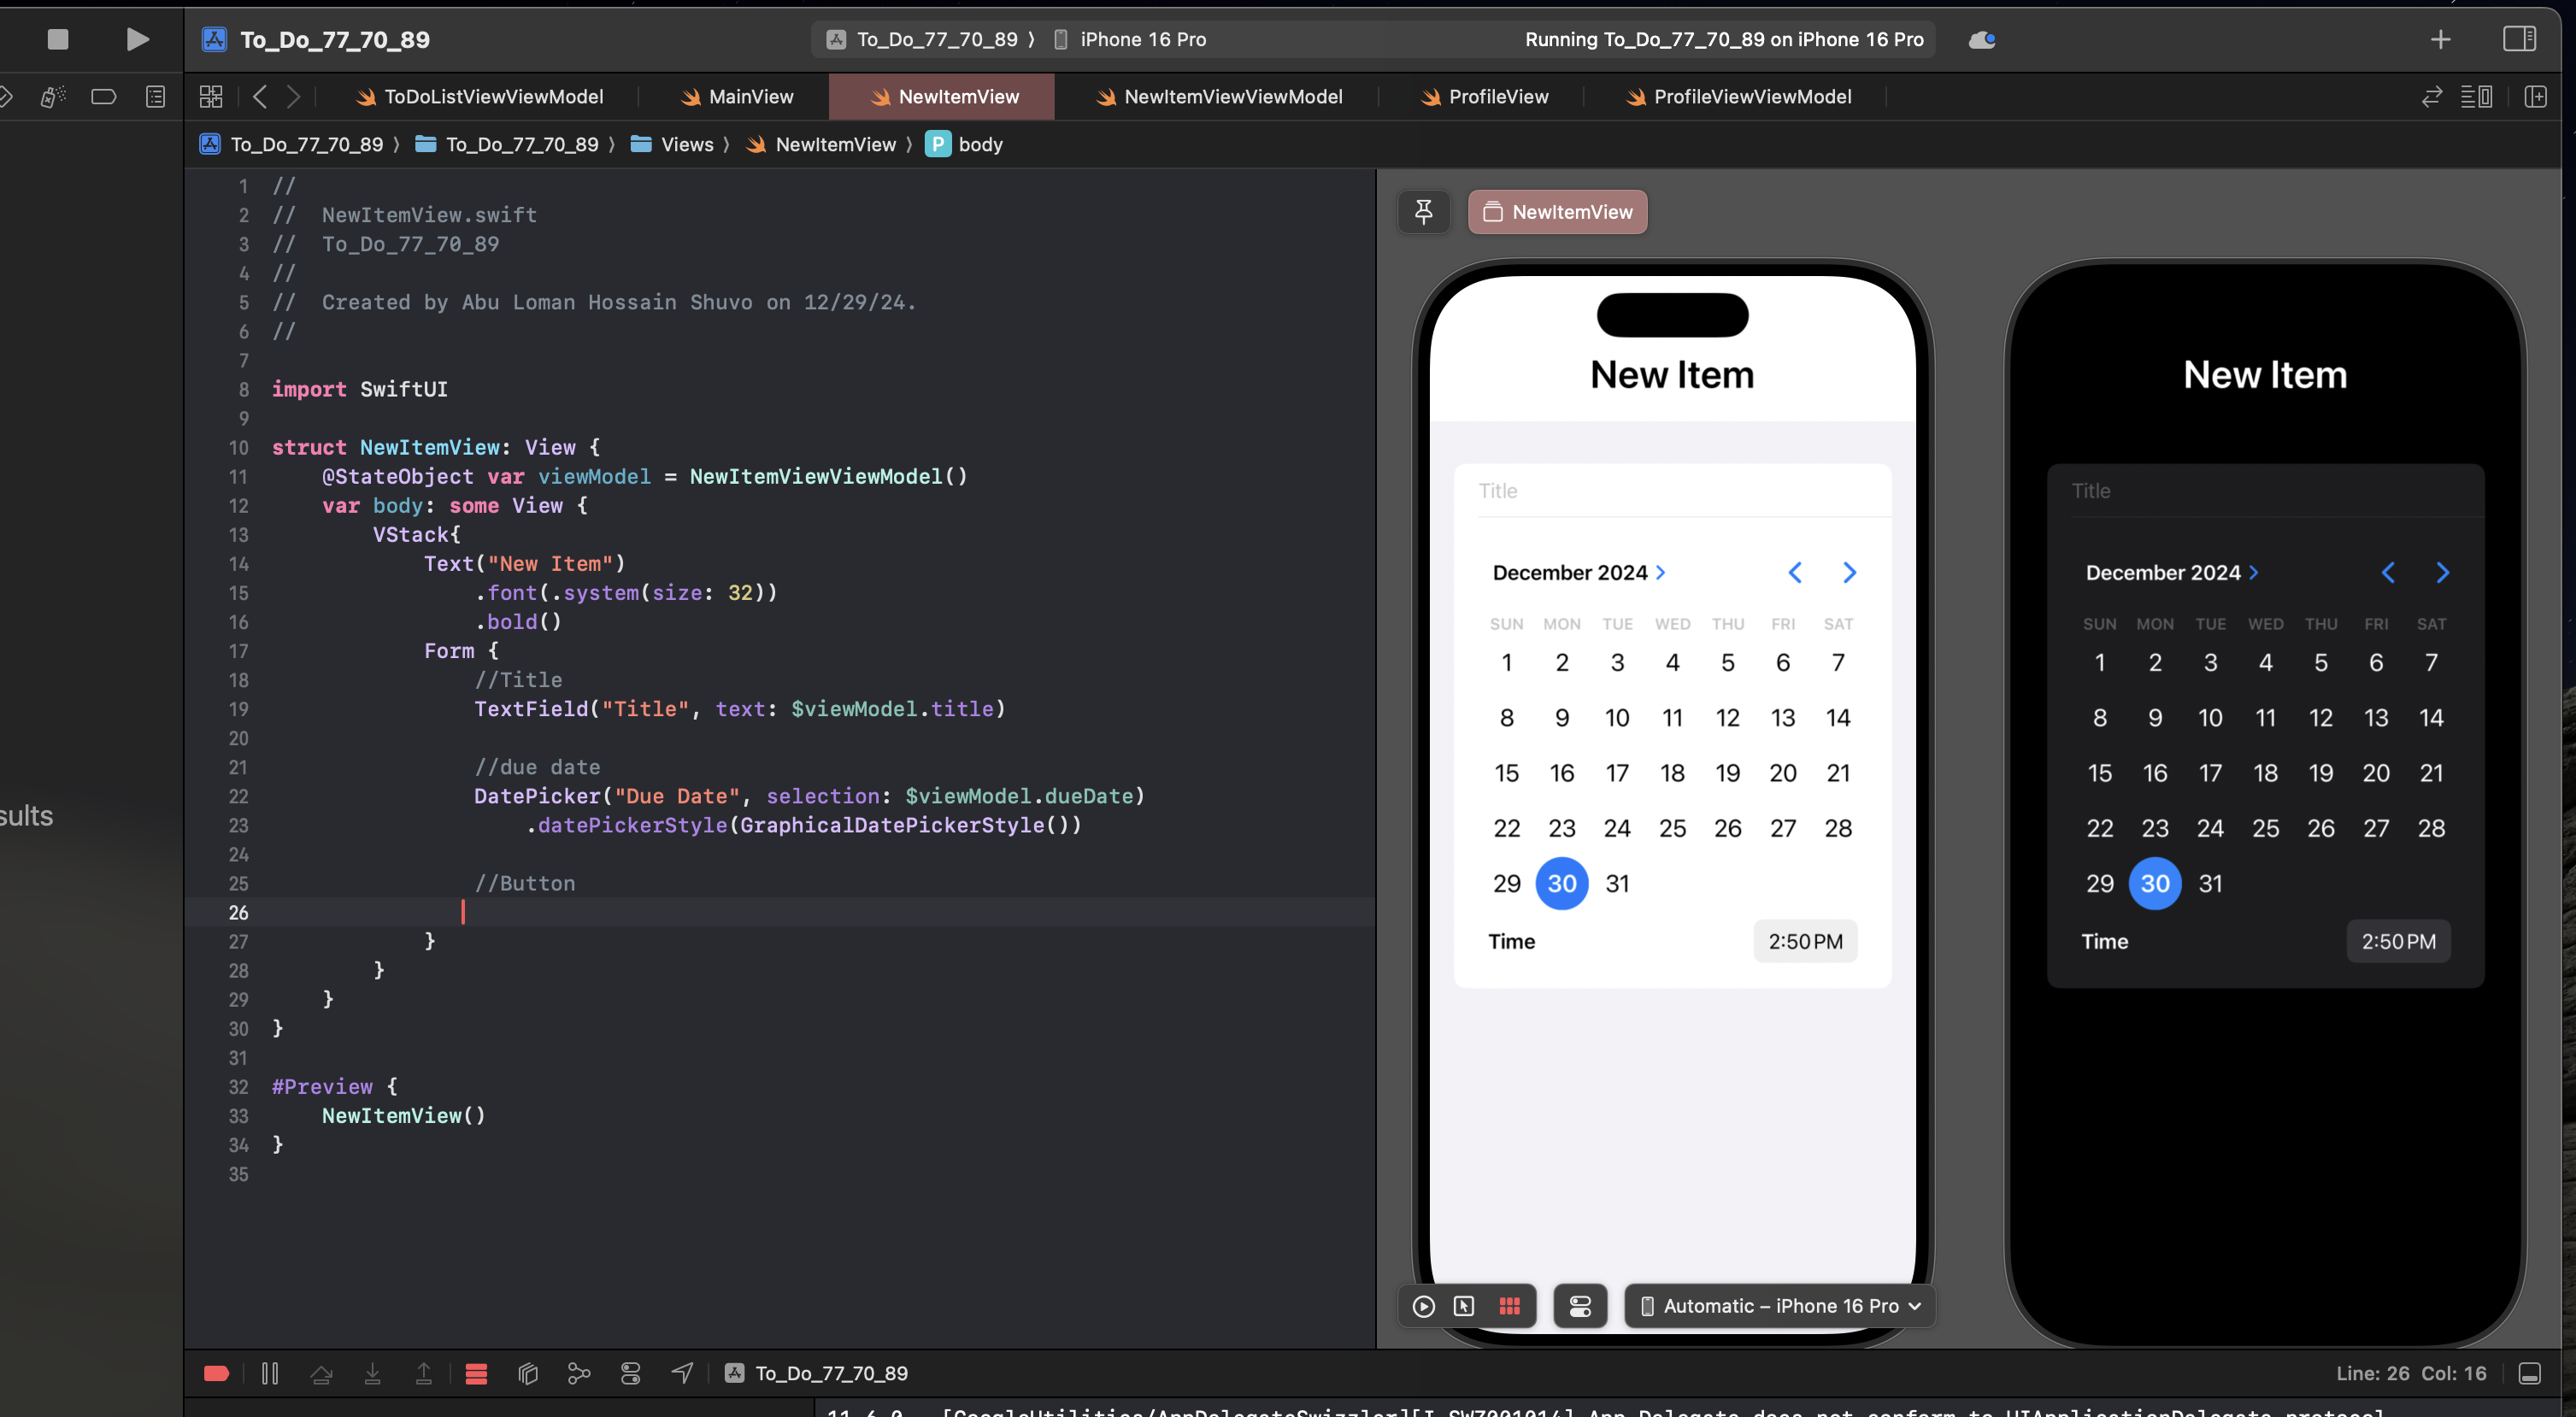 To_Do_77_70_89
To_Do_77_70_89 ⟩ iPhone 16 Pro
Running To_Do_77_70_89 on iPhone 16 Pro
ToDoListViewViewModel
MainView
NewItemView
NewItemViewViewModel
ProfileView
ProfileViewViewModel
To_Do_77_70_89 ⟩ To_Do_77_70_89 ⟩ Views ⟩ NewItemView ⟩ P body
sults
1 //
2 //  NewItemView.swift
3 //  To_Do_77_70_89
4 //
5 //  Created by Abu Loman Hossain Shuvo on 12/29/24.
6 //
7
8 import SwiftUI
9
10 struct NewItemView: View {
11     @StateObject var viewModel = NewItemViewViewModel()
12     var body: some View {
13         VStack{
14             Text("New Item")
15                 .font(.system(size: 32))
16                 .bold()
17             Form {
18                 //Title
19                 TextField("Title", text: $viewModel.title)
20
21                 //due date
22                 DatePicker("Due Date", selection: $viewModel.dueDate)
23                     .datePickerStyle(GraphicalDatePickerStyle())
24
25                 //Button
26
27             }
28         }
29     }
30 }
31
32 #Preview {
33     NewItemView()
34 }
35
NewItemView
New Item
Title
December 2024
SUN MON TUE WED THU FRI SAT
1 2 3 4 5 6 7
8 9 10 11 12 13 14
15 16 17 18 19 20 21
22 23 24 25 26 27 28
29 30 31
Time 2:50 PM
New Item
Title
December 2024
SUN MON TUE WED THU FRI SAT
1 2 3 4 5 6 7
8 9 10 11 12 13 14
15 16 17 18 19 20 21
22 23 24 25 26 27 28
29 30 31
Time 2:50 PM
Automatic – iPhone 16 Pro
To_Do_77_70_89
Line: 26 Col: 16
11.6.0 - [GoogleUtilities/AppDelegateSwizzler][I-SWZ001014] App Delegate does not conform to UIApplicationDelegate protocol